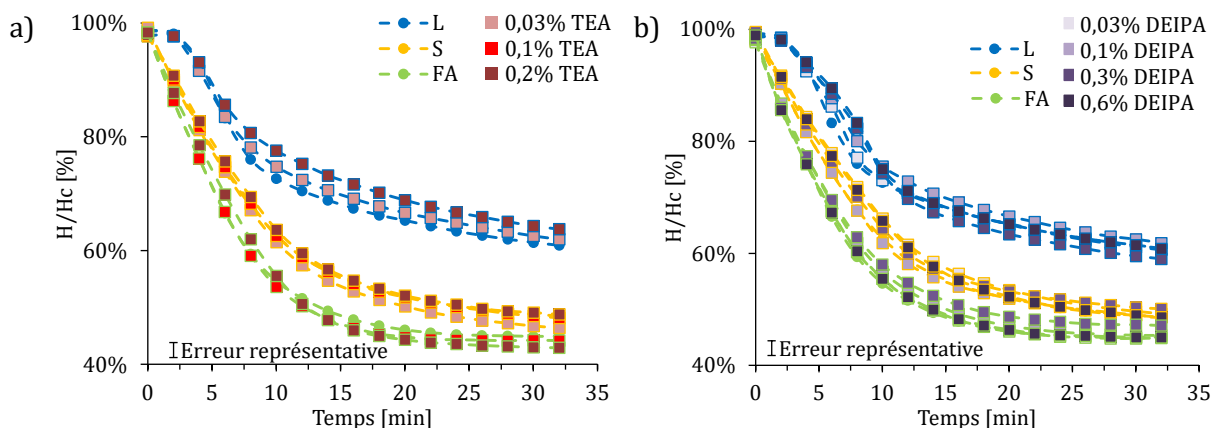 a)
100%
80%
60%
40%
H/Hc [%]
L
S
FA
0,03% TEA
0,1% TEA
0,2% TEA
Erreur représentative
0 5 10 15 20 25 30 35
Temps [min]
b)
100%
80%
60%
40%
H/Hc [%]
L
S
FA
0,03% DEIPA
0,1% DEIPA
0,3% DEIPA
0,6% DEIPA
Erreur représentative
0 5 10 15 20 25 30 35
Temps [min]